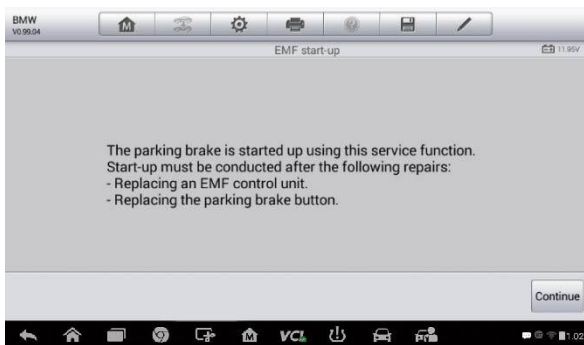 BMW
V0.99.04
EMF start-up
11.95V
The parking brake is started up using this service function.
Start-up must be conducted after the following repairs:
- Replacing an EMF control unit.
- Replacing the parking brake button.
Continue
VCI
1:02